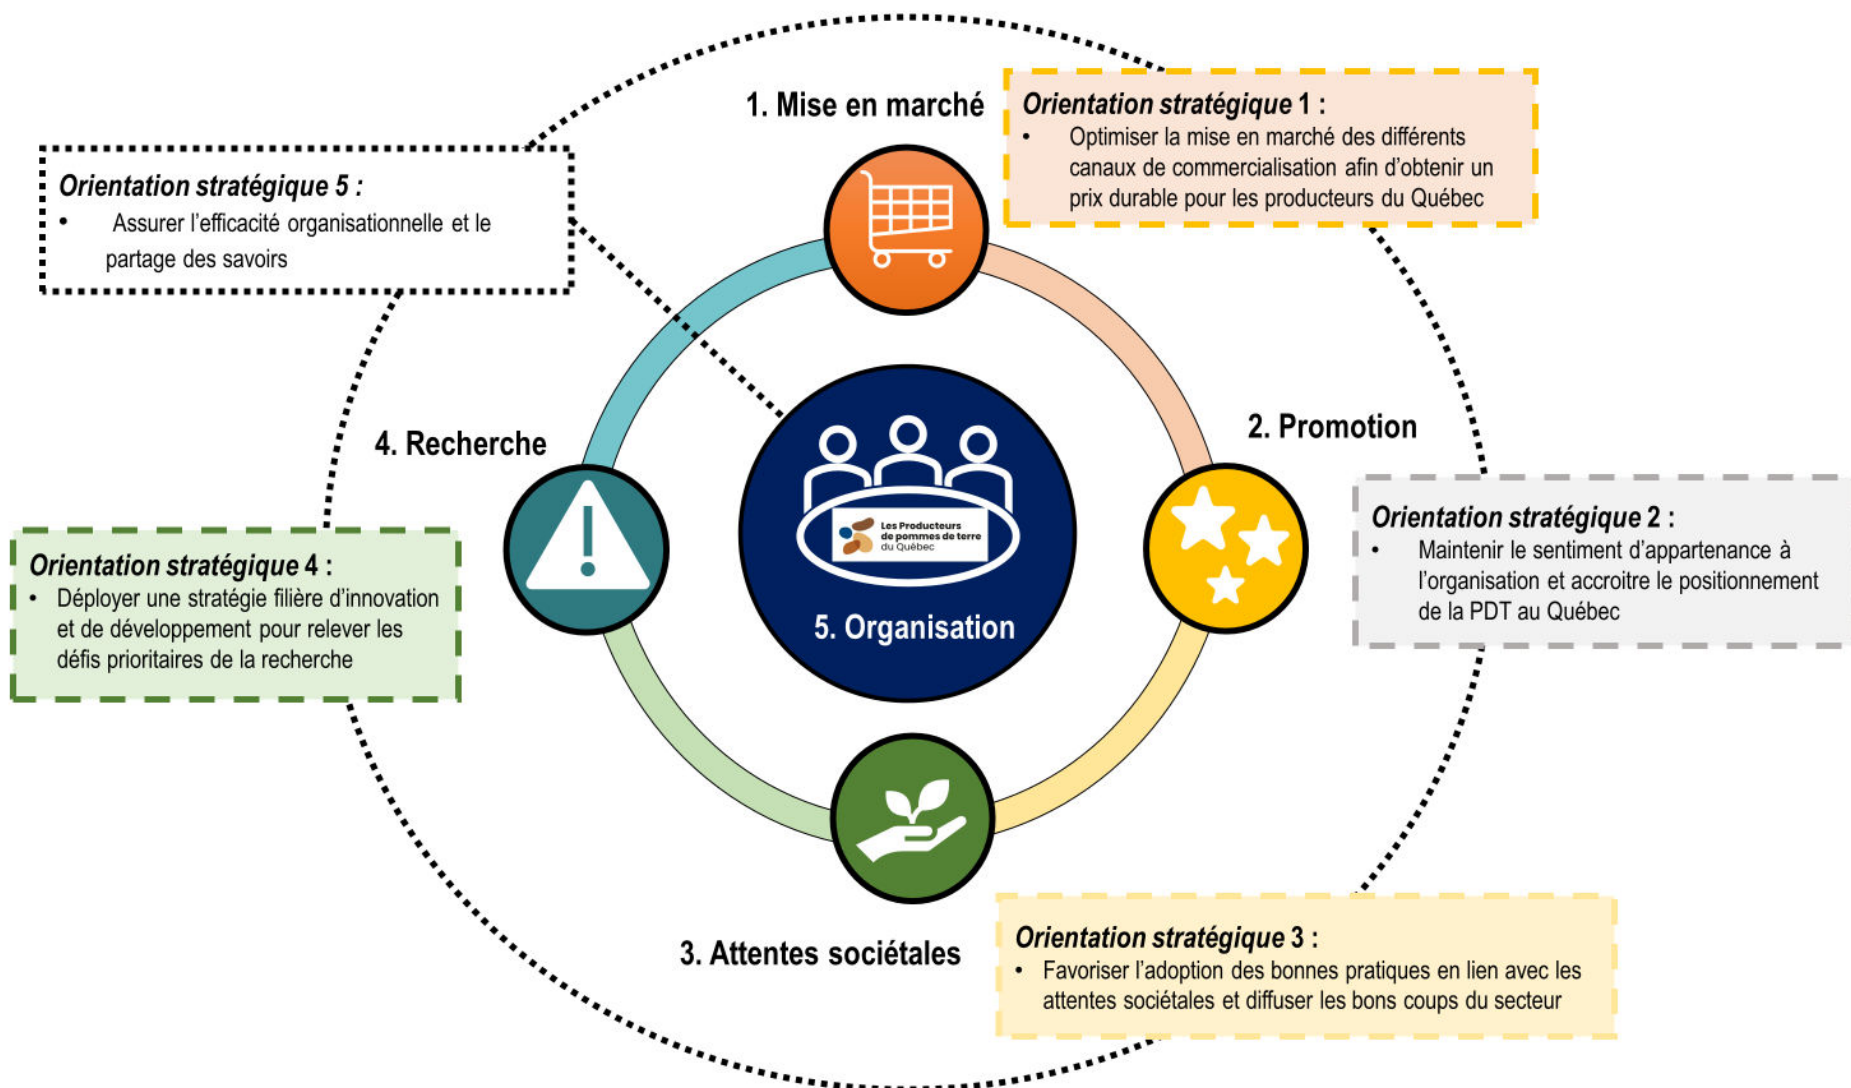 1. Mise en marché
Orientation stratégique 1 :
• Optimiser la mise en marché des différents
canaux de commercialisation afin d’obtenir un
prix durable pour les producteurs du Québec
Orientation stratégique 5 :
• Assurer l’efficacité organisationnelle et le
partage des savoirs
2. Promotion
4. Recherche
Orientation stratégique 2 :
• Maintenir le sentiment d’appartenance à
l’organisation et accroitre le positionnement
de la PDT au Québec
Les Producteurs
de pommes de terre
du Québec
5. Organisation
Orientation stratégique 4 :
• Déployer une stratégie filière d’innovation
et de développement pour relever les
défis prioritaires de la recherche
3. Attentes sociétales
Orientation stratégique 3 :
• Favoriser l’adoption des bonnes pratiques en lien avec les
attentes sociétales et diffuser les bons coups du secteur